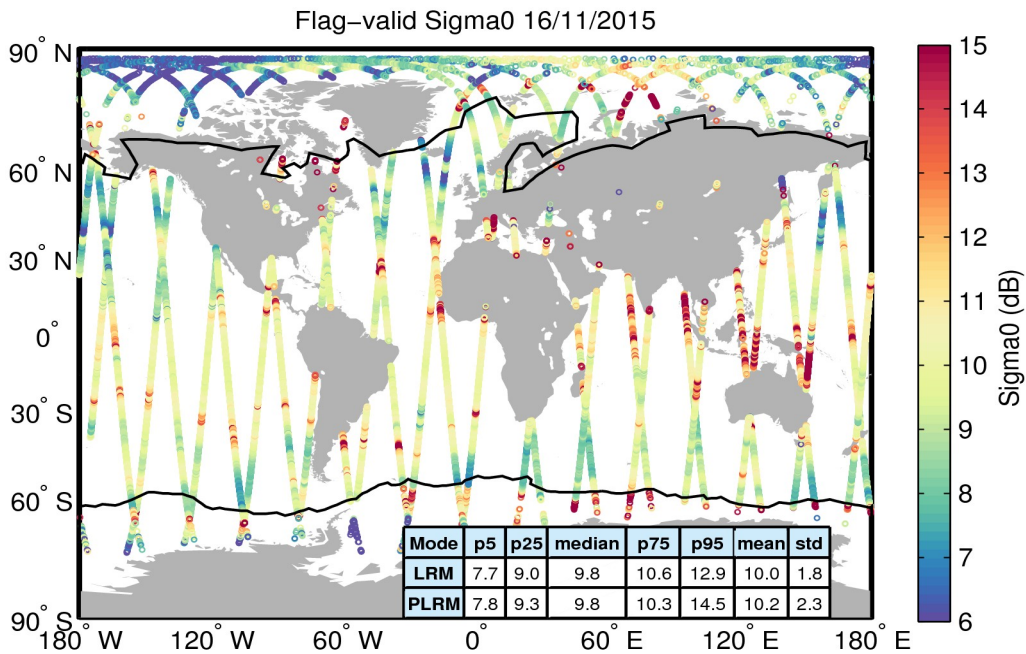 Flag−valid Sigma0 16/11/2015
90° N
60° N
30° N
0°
30° S
60° S
90° S
180° W
120° W
60° W
0°
60° E
120° E
180° E
15
14
13
12
11
10
9
8
7
6
Sigma0 (dB)
Mode p5 p25 median p75 p95 mean std
LRM 7.7 9.0 9.8 10.6 12.9 10.0 1.8
PLRM 7.8 9.3 9.8 10.3 14.5 10.2 2.3